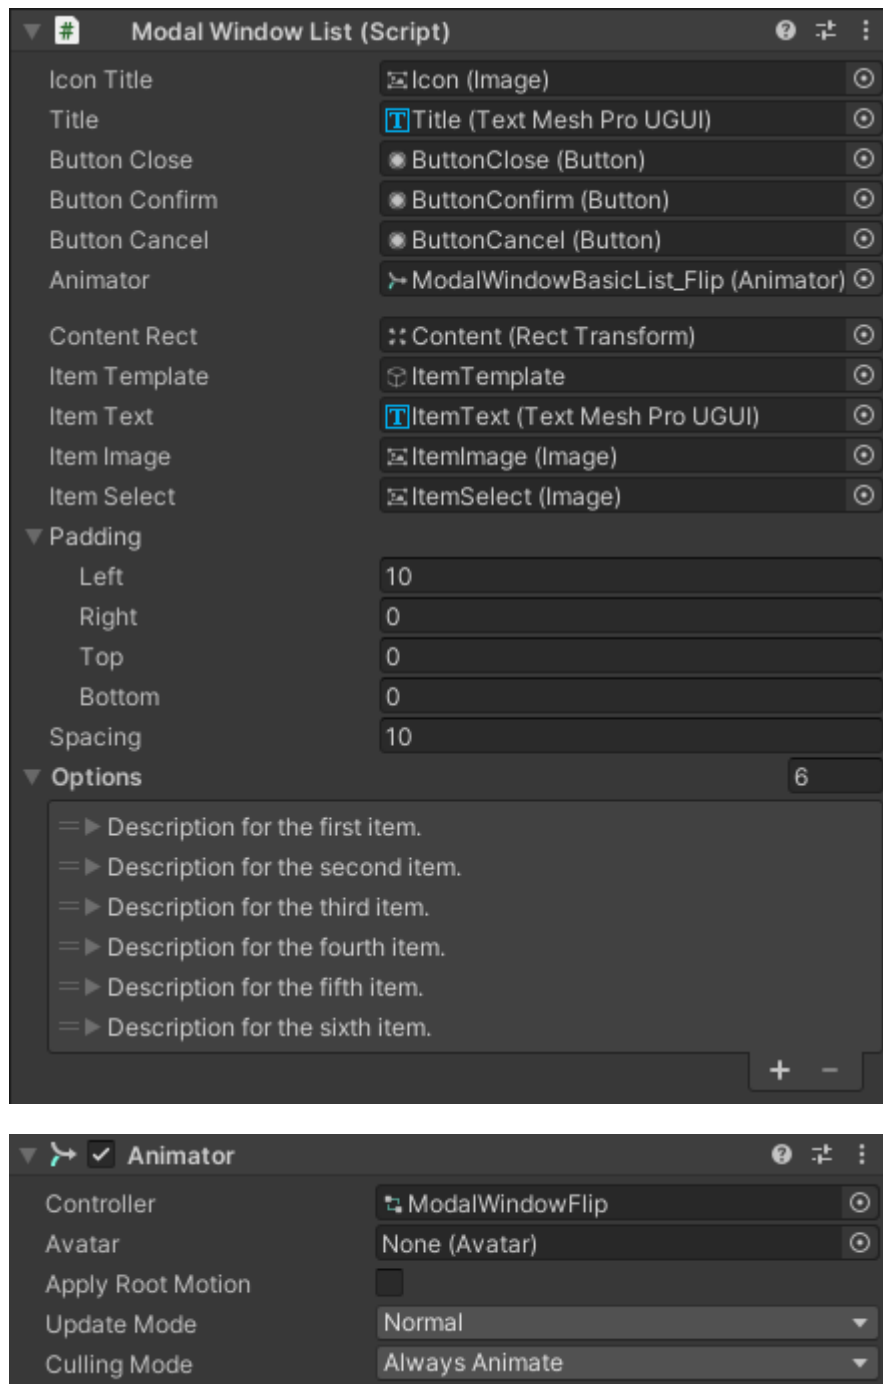 # Modal Window List (Script)
Icon Title Icon (Image)
Title Title (Text Mesh Pro UGUI)
Button Close ButtonClose (Button)
Button Confirm ButtonConfirm (Button)
Button Cancel ButtonCancel (Button)
Animator ModalWindowBasicList_Flip (Animator)
Content Rect Content (Rect Transform)
Item Template ItemTemplate
Item Text ItemText (Text Mesh Pro UGUI)
Item Image ItemImage (Image)
Item Select ItemSelect (Image)
Padding
Left 10
Right 0
Top 0
Bottom 0
Spacing 10
Options 6
Description for the first item.
Description for the second item.
Description for the third item.
Description for the fourth item.
Description for the fifth item.
Description for the sixth item.
+ −
Animator
Controller ModalWindowFlip
Avatar None (Avatar)
Apply Root Motion
Update Mode Normal
Culling Mode Always Animate